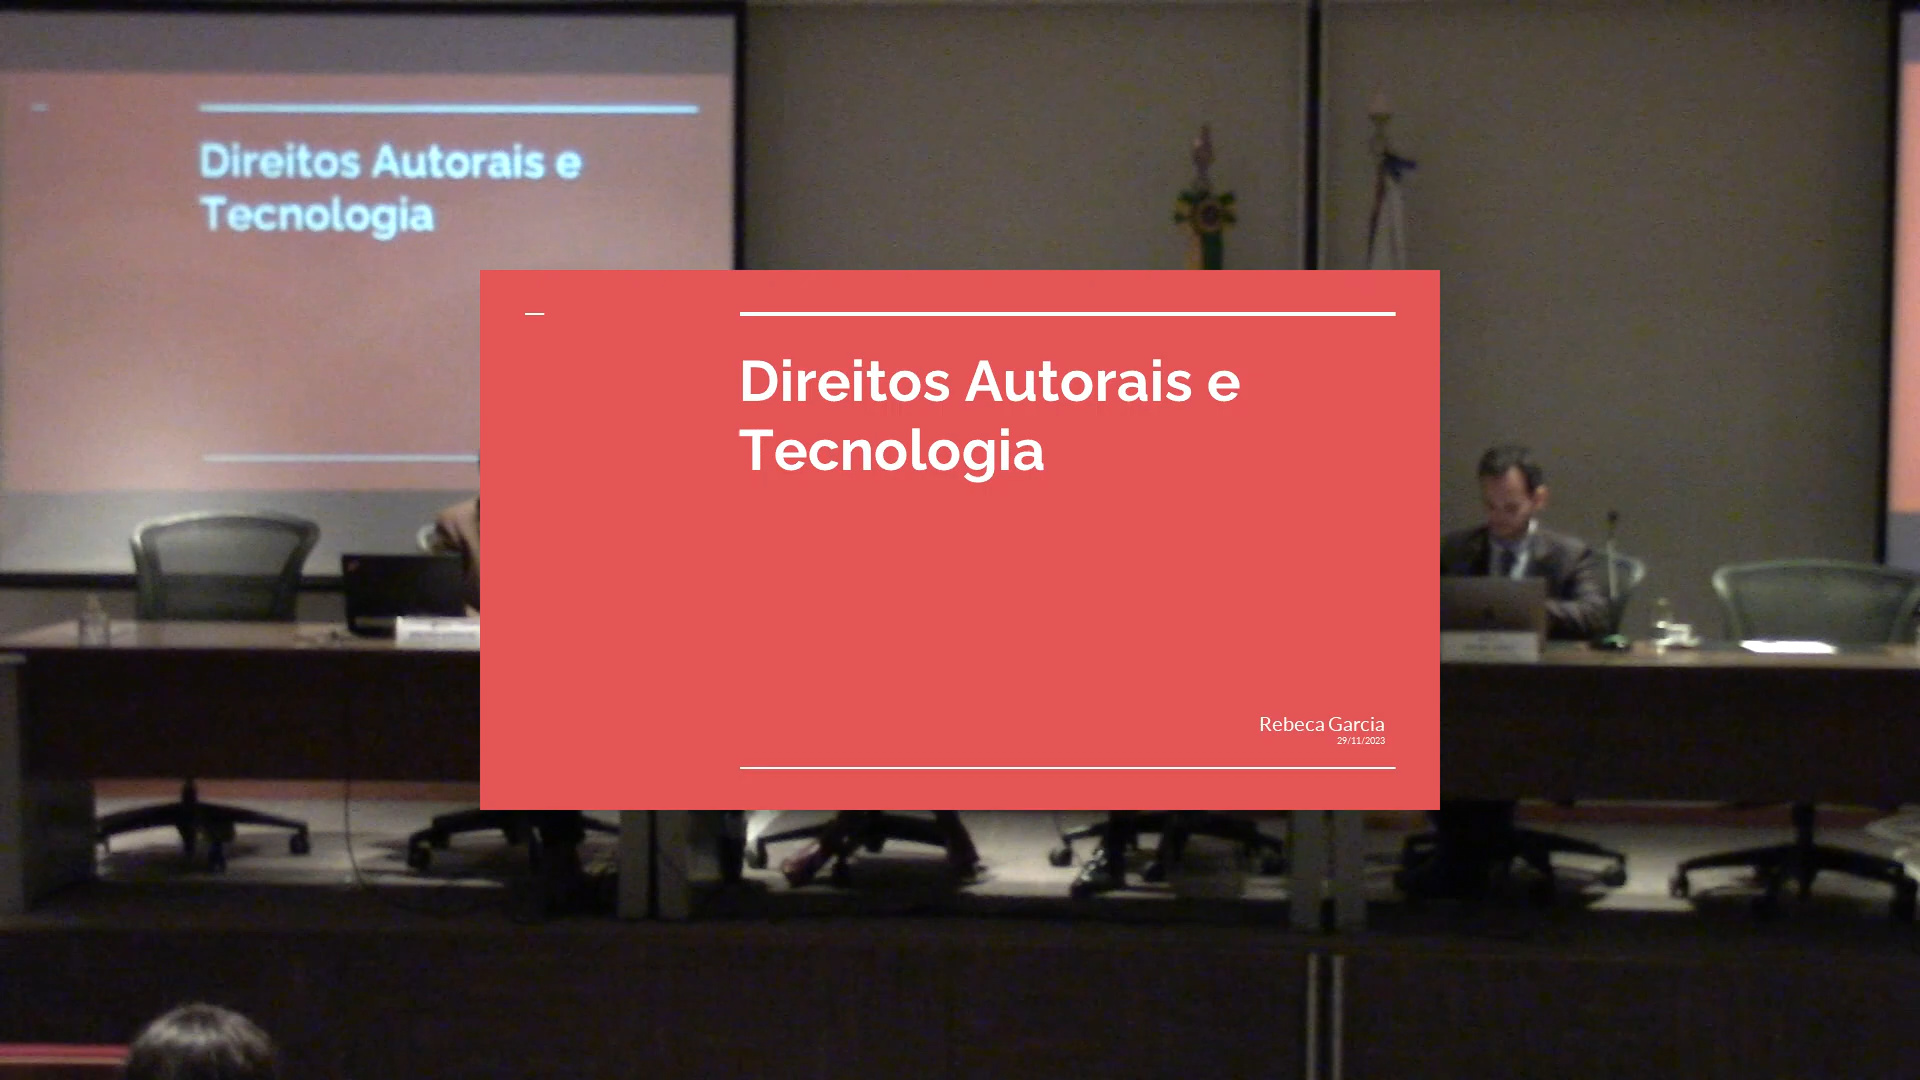 Direitos Autorais e
Tecnologia
Direitos Autorais e
Tecnologia
Rebeca Garcia
29/11/2023